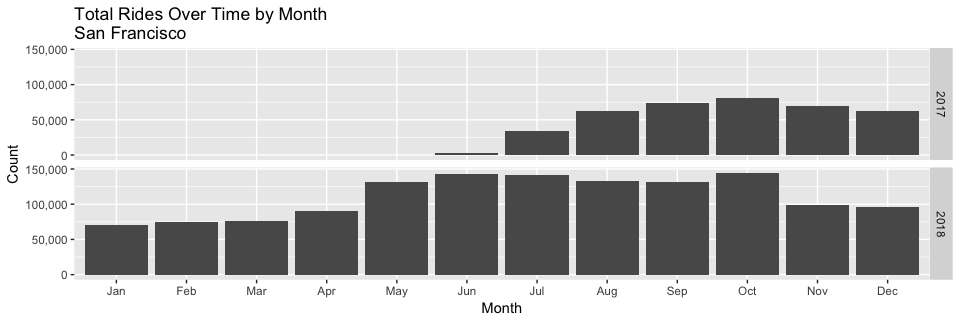 Total Rides Over Time by Month
San Francisco
150,000
100,000
50,000
0
2017
150,000
100,000
50,000
0
2018
Count
Jan Feb Mar Apr May Jun Jul Aug Sep Oct Nov Dec
Month